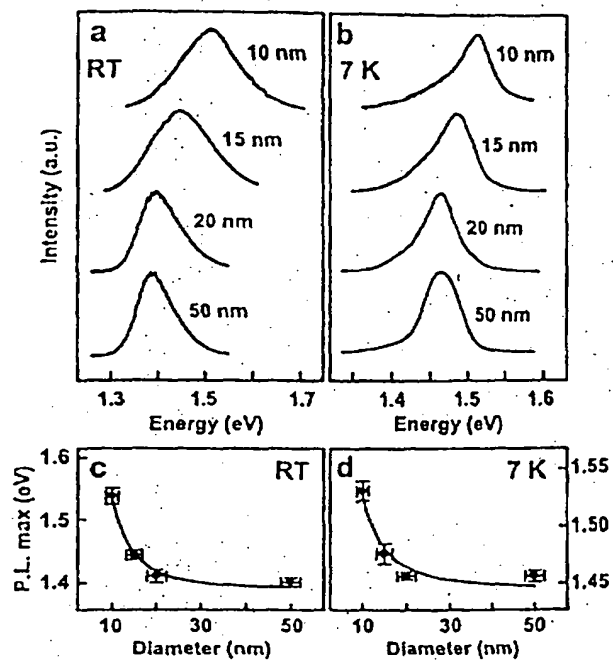 a
RT
10 nm
15 nm
20 nm
50 nm
Intensity (a.u.)
1.3 1.5 1.7
Energy (eV)
b
7 K
10 nm
15 nm
20 nm
50 nm
1.4 1.5 1.6
Energy (eV)
c
RT
P.L. max (oV)
1.6
1.5
1.4
10 30 50
Diameter (nm)
d
7 K
1.55
1.50
1.45
10 30 50
Diameter (nm)